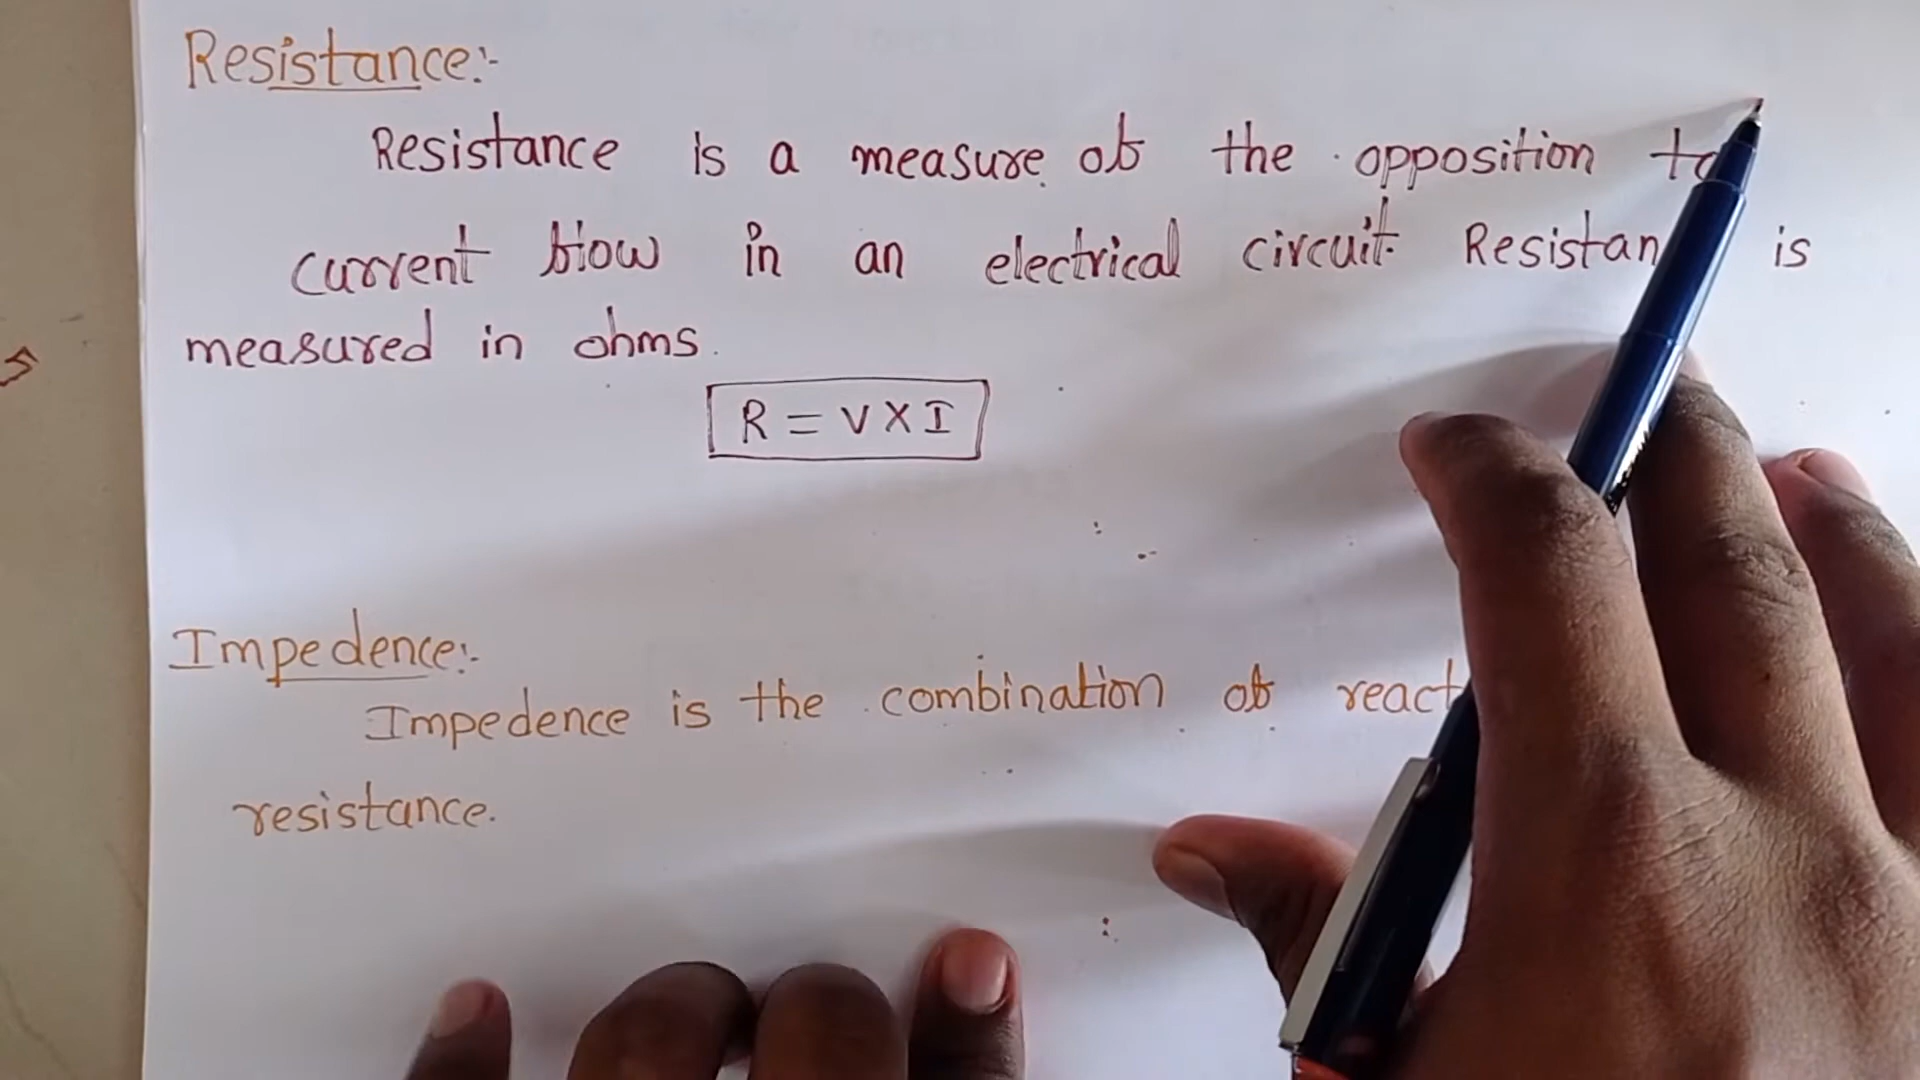 Resistance:-
Resistance is a measure of the opposition to
current flow in an electrical circuit. Resistan is
measured in ohms.
R = V X I
Impedence:-
Impedence is the combination of react
resistance.